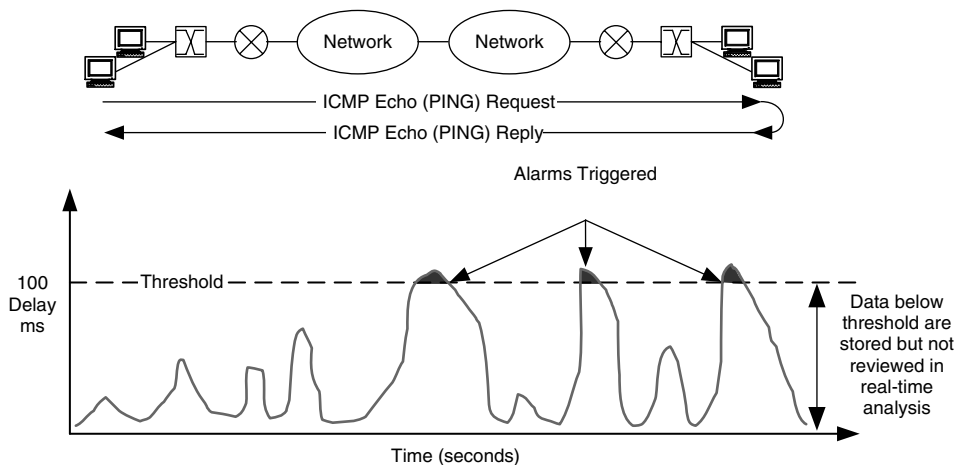 Network
Network
ICMP Echo (PING) Request
ICMP Echo (PING) Reply
Alarms Triggered
100
Delay
ms
Threshold
Data below
threshold are
stored but not
reviewed in
real-time
analysis
Time (seconds)